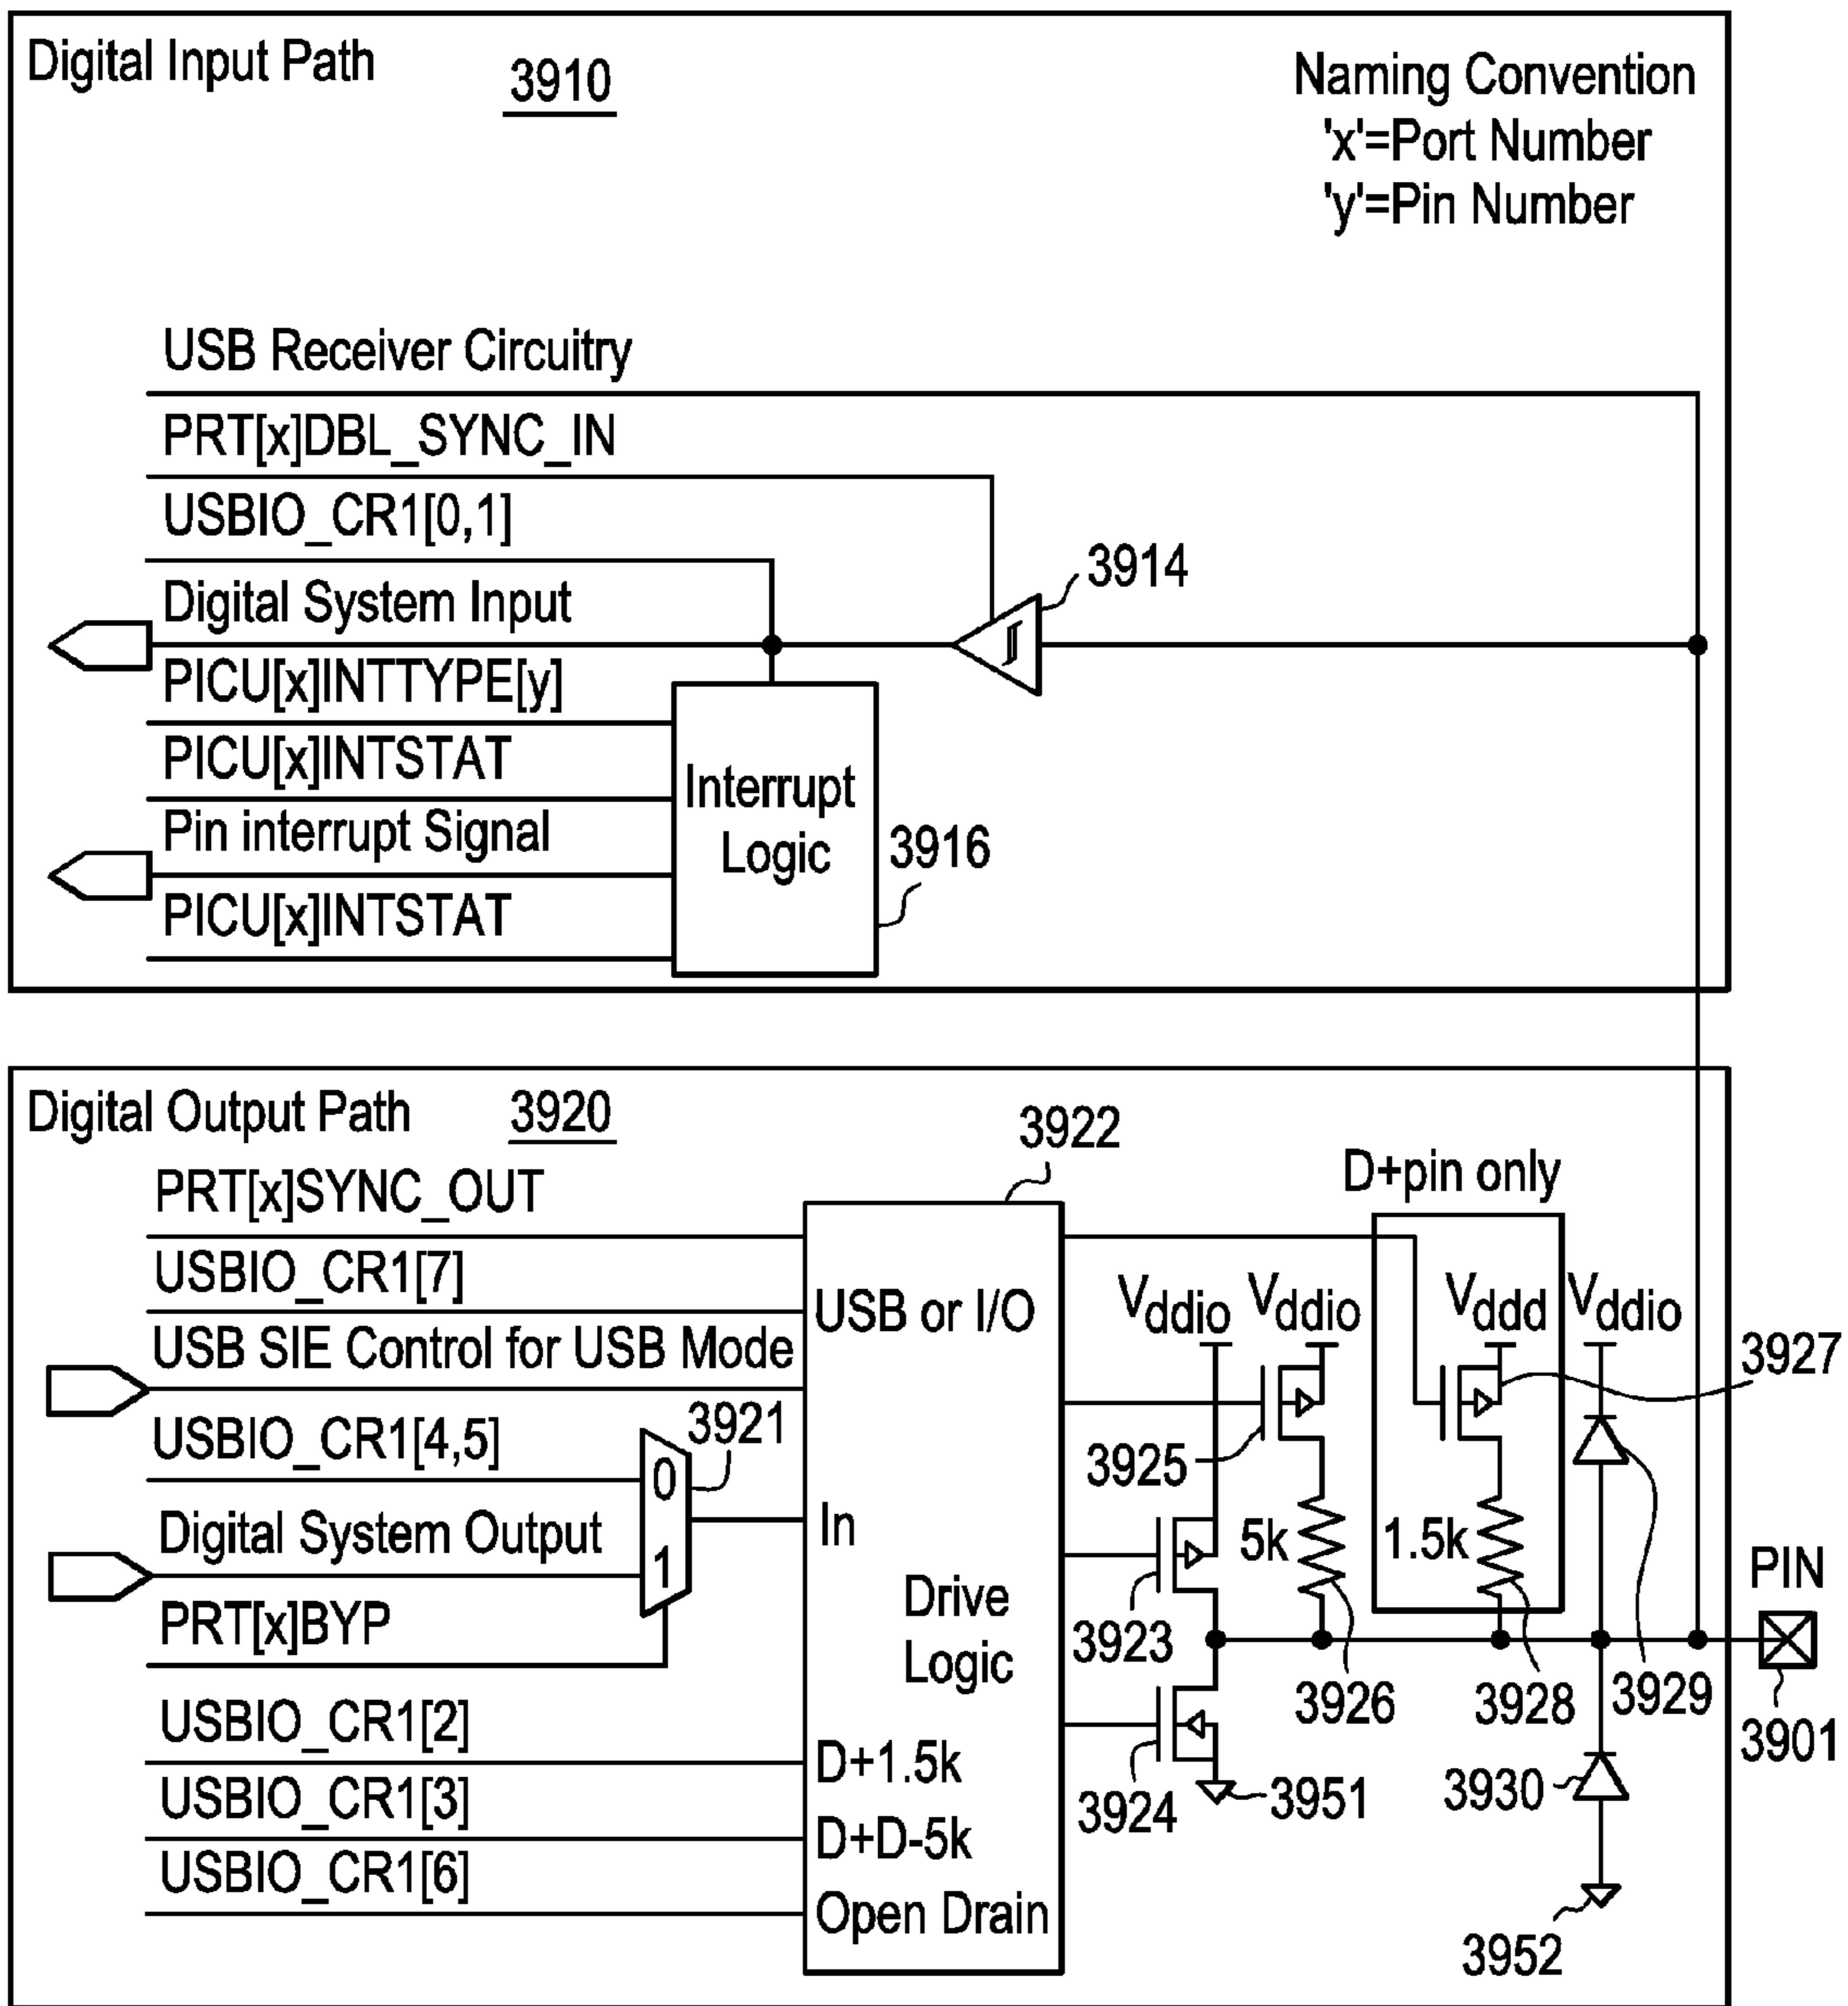 Digital Input Path
3910
Naming Convention
'x'=Port Number
'y'=Pin Number
USB Receiver Circuitry
PRT[x]DBL_SYNC_IN
USBIO_CR1[0,1]
3914
Digital System Input
PICU[x]INTTYPE[y]
PICU[x]INTSTAT
Interrupt
Logic
3916
Pin interrupt Signal
PICU[x]INTSTAT
Digital Output Path
3920
3922
D+pin only
PRT[x]SYNC_OUT
USBIO_CR1[7]
USB or I/O
Vddio
Vddio
Vddd
Vddio
3927
USB SIE Control for USB Mode
USBIO_CR1[4,5]
3921
0
3925
Digital System Output
1
In
5k
1.5k
PIN
PRT[x]BYP
Drive
Logic
3923
3926
3928
3929
3901
USBIO_CR1[2]
D+1.5k
3924
3951
3930
USBIO_CR1[3]
D+D-5k
USBIO_CR1[6]
Open Drain
3952